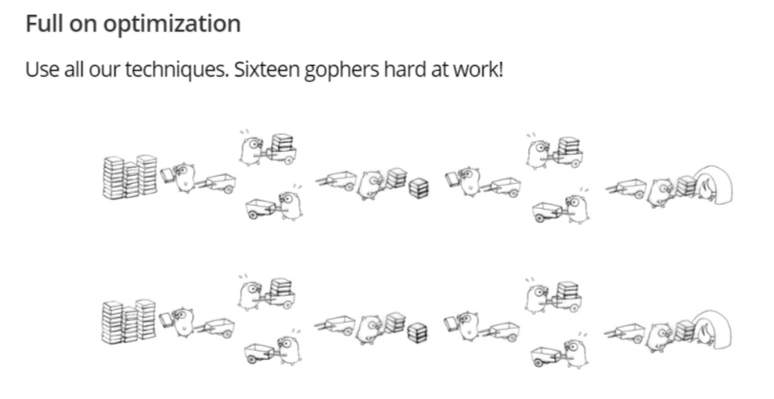 Full on optimization
Use all our techniques. Sixteen gophers hard at work!